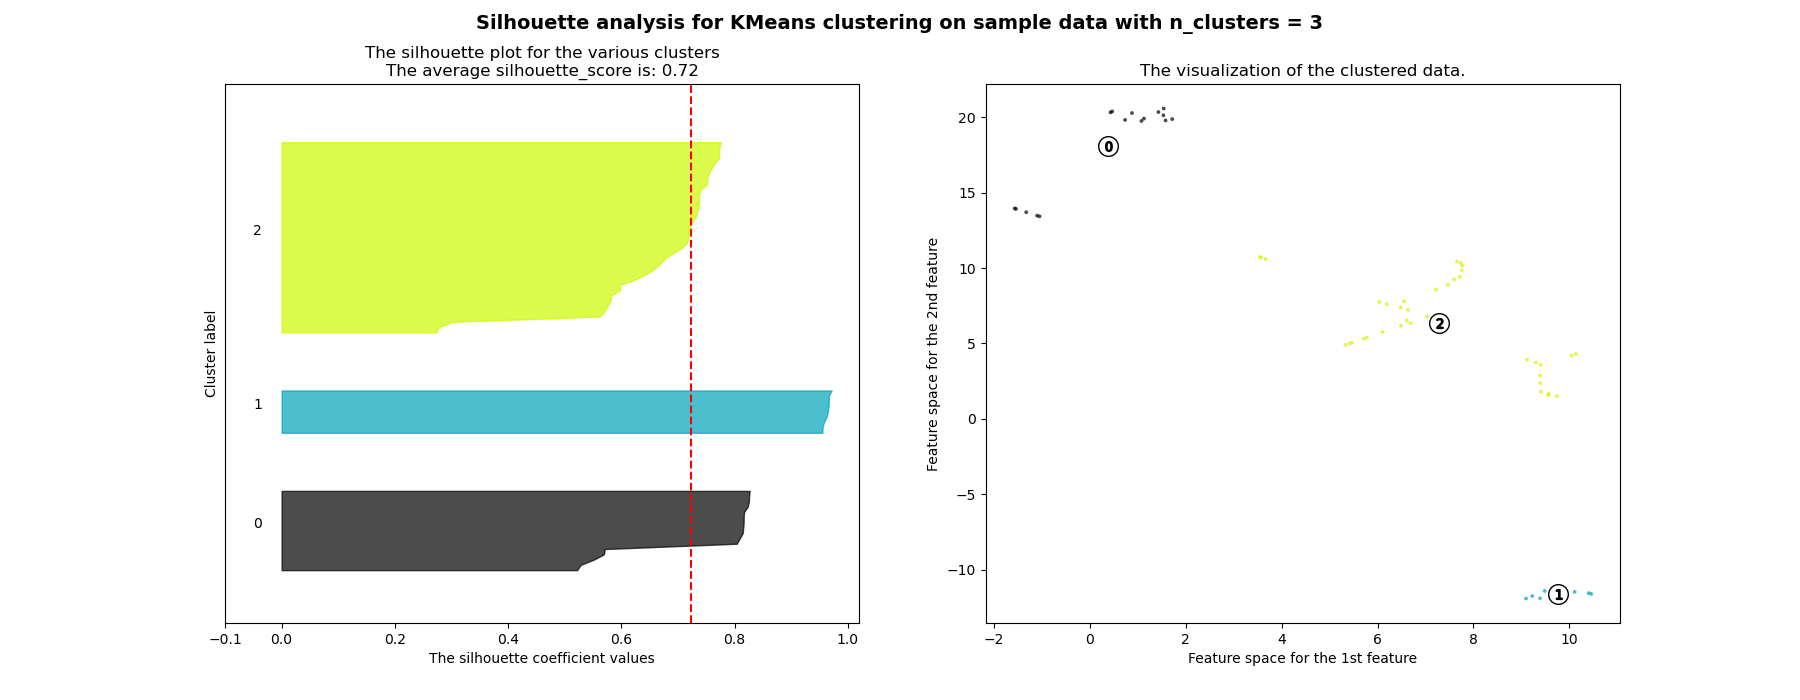 Silhouette analysis for KMeans clustering on sample data with n_clusters = 3
The silhouette plot for the various clusters
The average silhouette_score is: 0.72
Cluster label
2
1
0
−0.1 0.0 0.2 0.4 0.6 0.8 1.0
The silhouette coefficient values
The visualization of the clustered data.
Feature space for the 2nd feature
20
15
10
5
0
−5
−10
0
2
1
−2 0 2 4 6 8 10
Feature space for the 1st feature